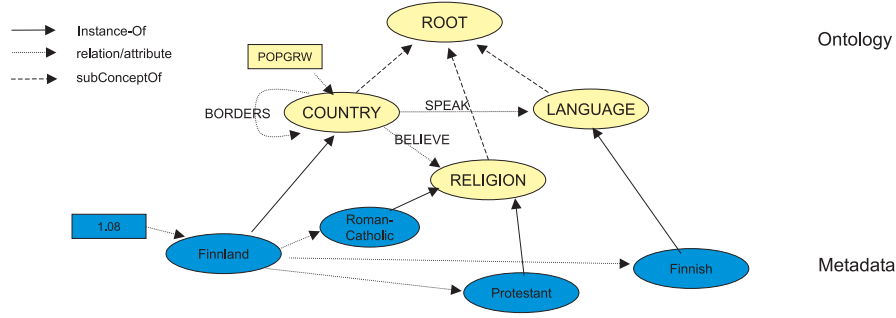 Instance-Of
relation/attribute
subConceptOf
ROOT
Ontology
POPGRW
BORDERS
COUNTRY
SPEAK
LANGUAGE
BELIEVE
RELIGION
1.08
Finnland
Roman-
Catholic
Protestant
Finnish
Metadata